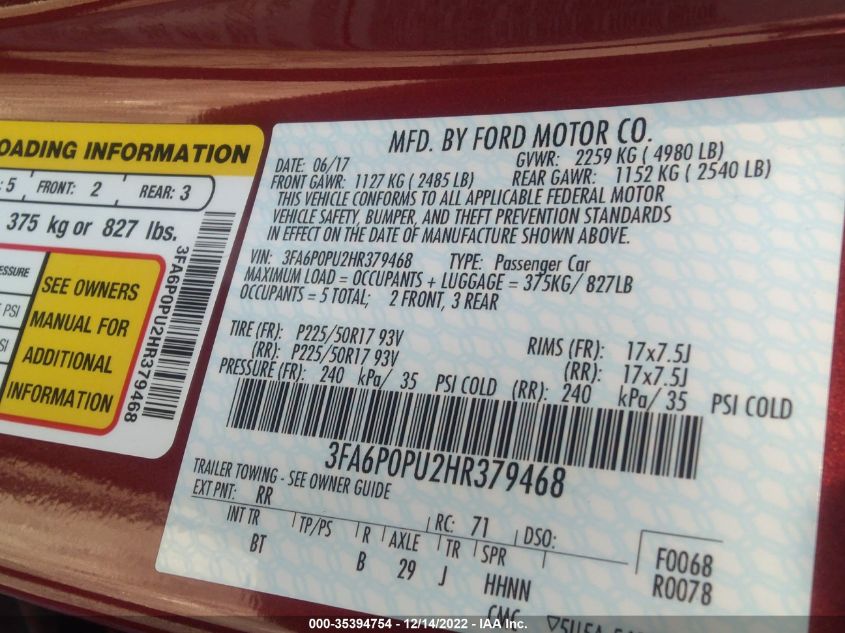 OADING INFORMATION
: 5 FRONT: 2 REAR: 3
375 kg or 827 lbs.
ESSURE
PSI
SI
SEE OWNERS
MANUAL FOR
ADDITIONAL
INFORMATION
3FA6P0PU2HR379468
MFD. BY FORD MOTOR CO.
DATE: 06/17 GVWR: 2259 KG ( 4980 LB)
FRONT GAWR: 1127 KG ( 2485 LB) REAR GAWR: 1152 KG ( 2540 LB)
THIS VEHICLE CONFORMS TO ALL APPLICABLE FEDERAL MOTOR
VEHICLE SAFETY, BUMPER, AND THEFT PREVENTION STANDARDS
IN EFFECT ON THE DATE OF MANUFACTURE SHOWN ABOVE.
VIN: 3FA6P0PU2HR379468 TYPE: Passenger Car
MAXIMUM LOAD = OCCUPANTS + LUGGAGE = 375KG/ 827LB
OCCUPANTS = 5 TOTAL; 2 FRONT, 3 REAR
TIRE (FR): P225/50R17 93V RIMS (FR): 17x7.5J
(RR): P225/50R17 93V (RR): 17x7.5J
PRESSURE (FR): 240 kPa/ 35 PSI COLD (RR): 240 kPa/ 35 PSI COLD
3FA6P0PU2HR379468
TRAILER TOWING - SEE OWNER GUIDE
EXT PNT: RR RC: 71 DSO:
INT TR TP/PS R AXLE TR SPR F0068
BT B 29 J HHNN R0078
000-35394754 - 12/14/2022 - IAA Inc.